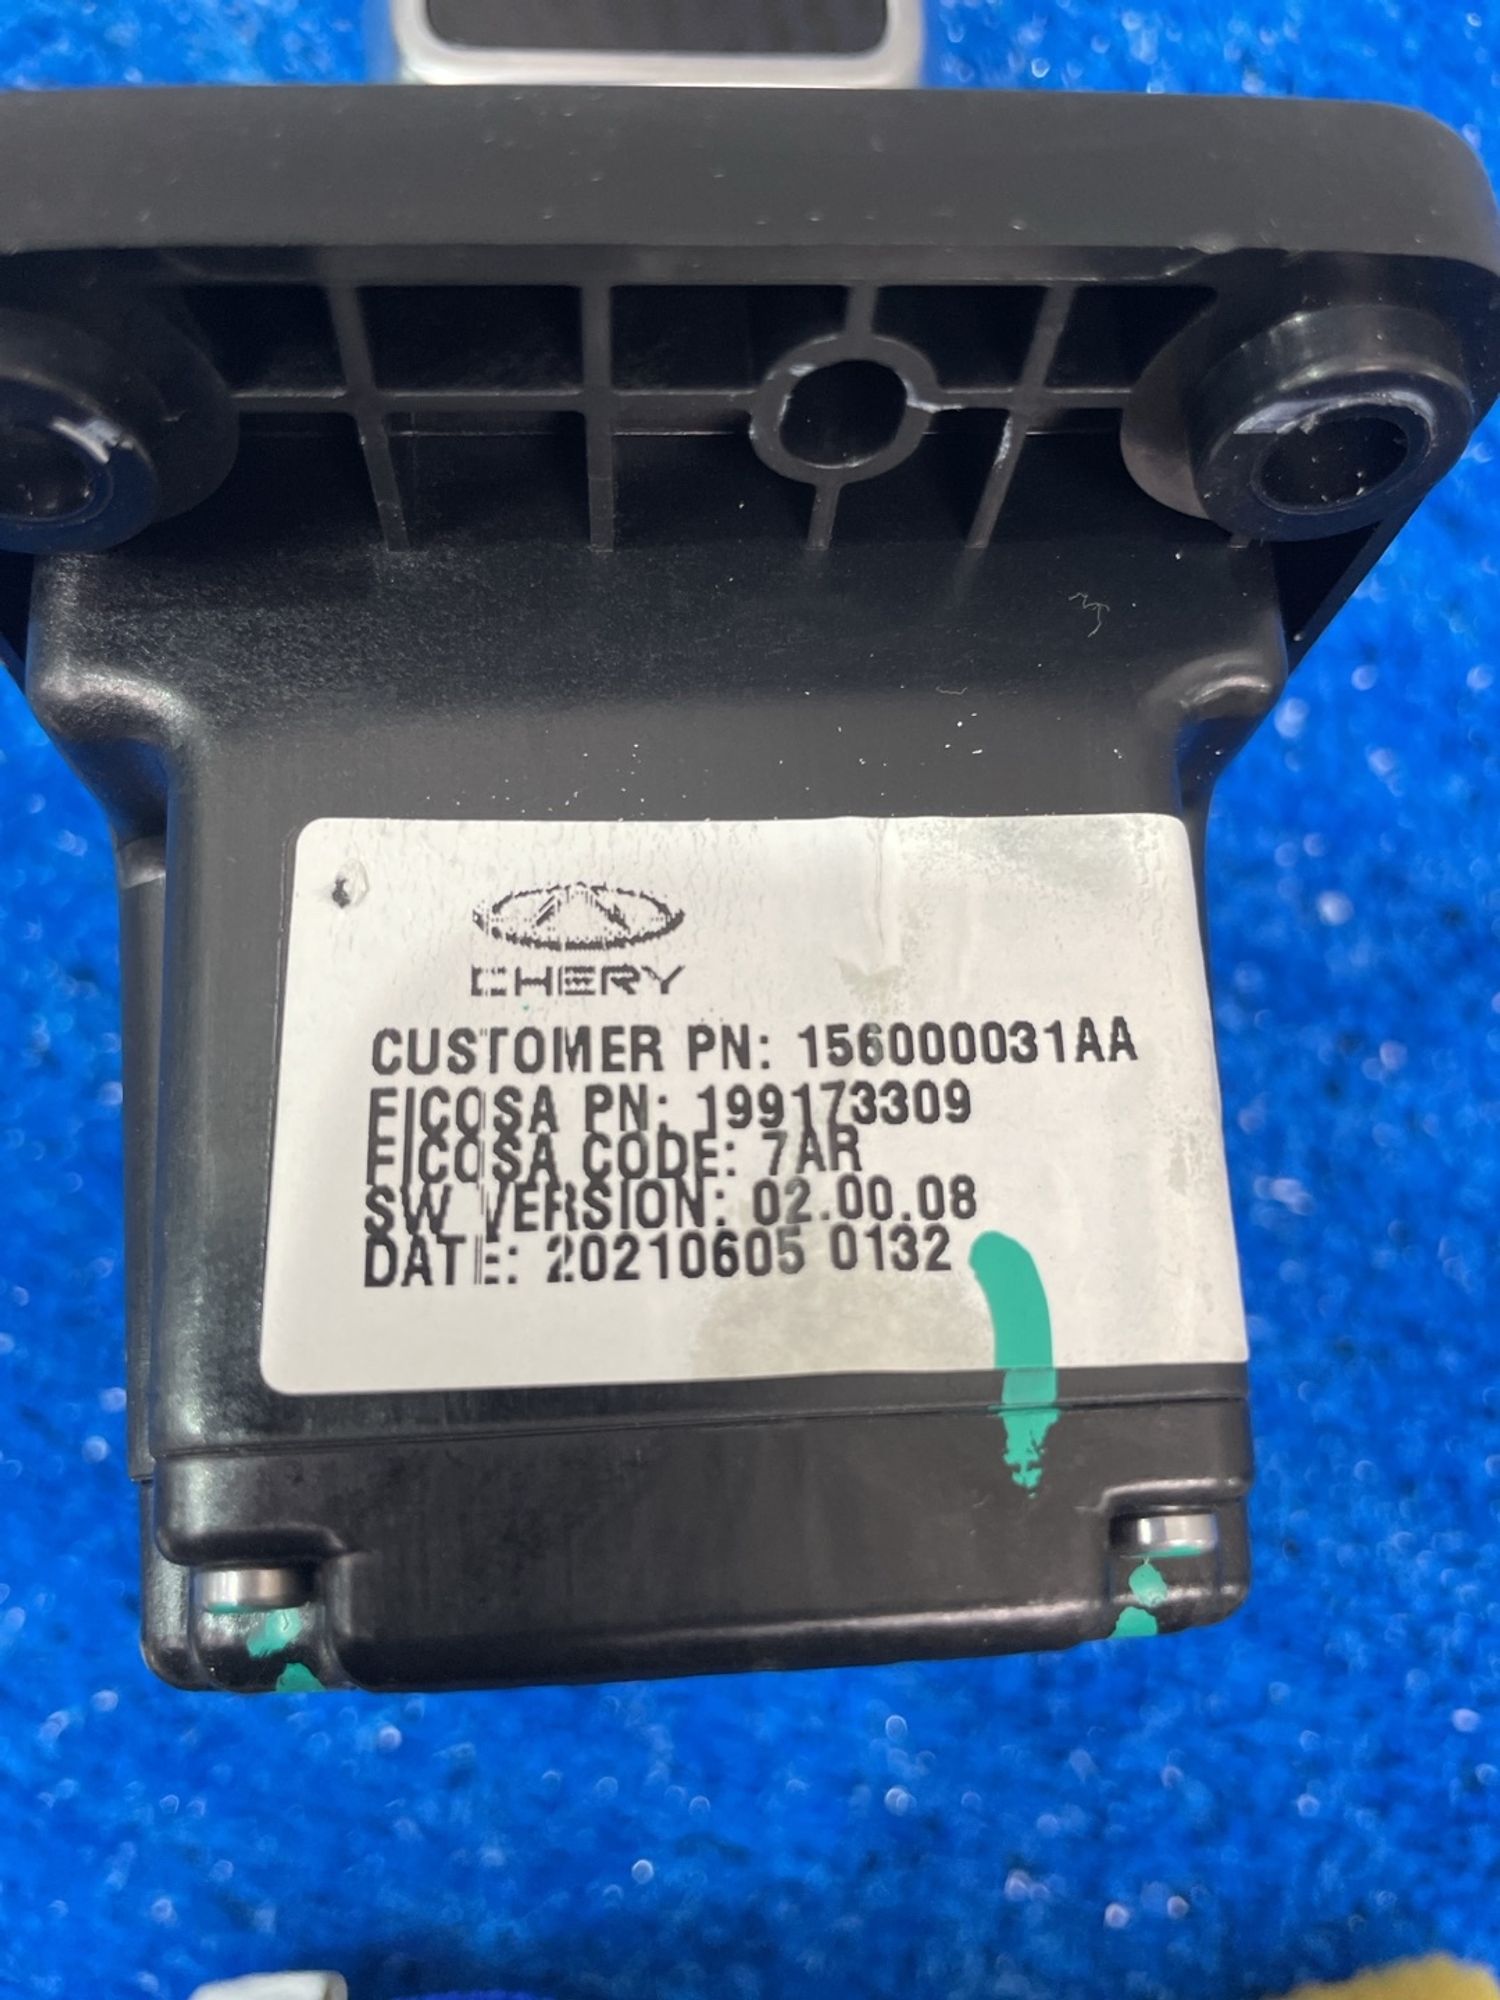 CHERY
CUSTOMER PN: 156000031AA
FICOSA PN: 199173309
FICOSA CODE: 7AR
SW VERSION: 02.00.08
DATE: 20210605 0132